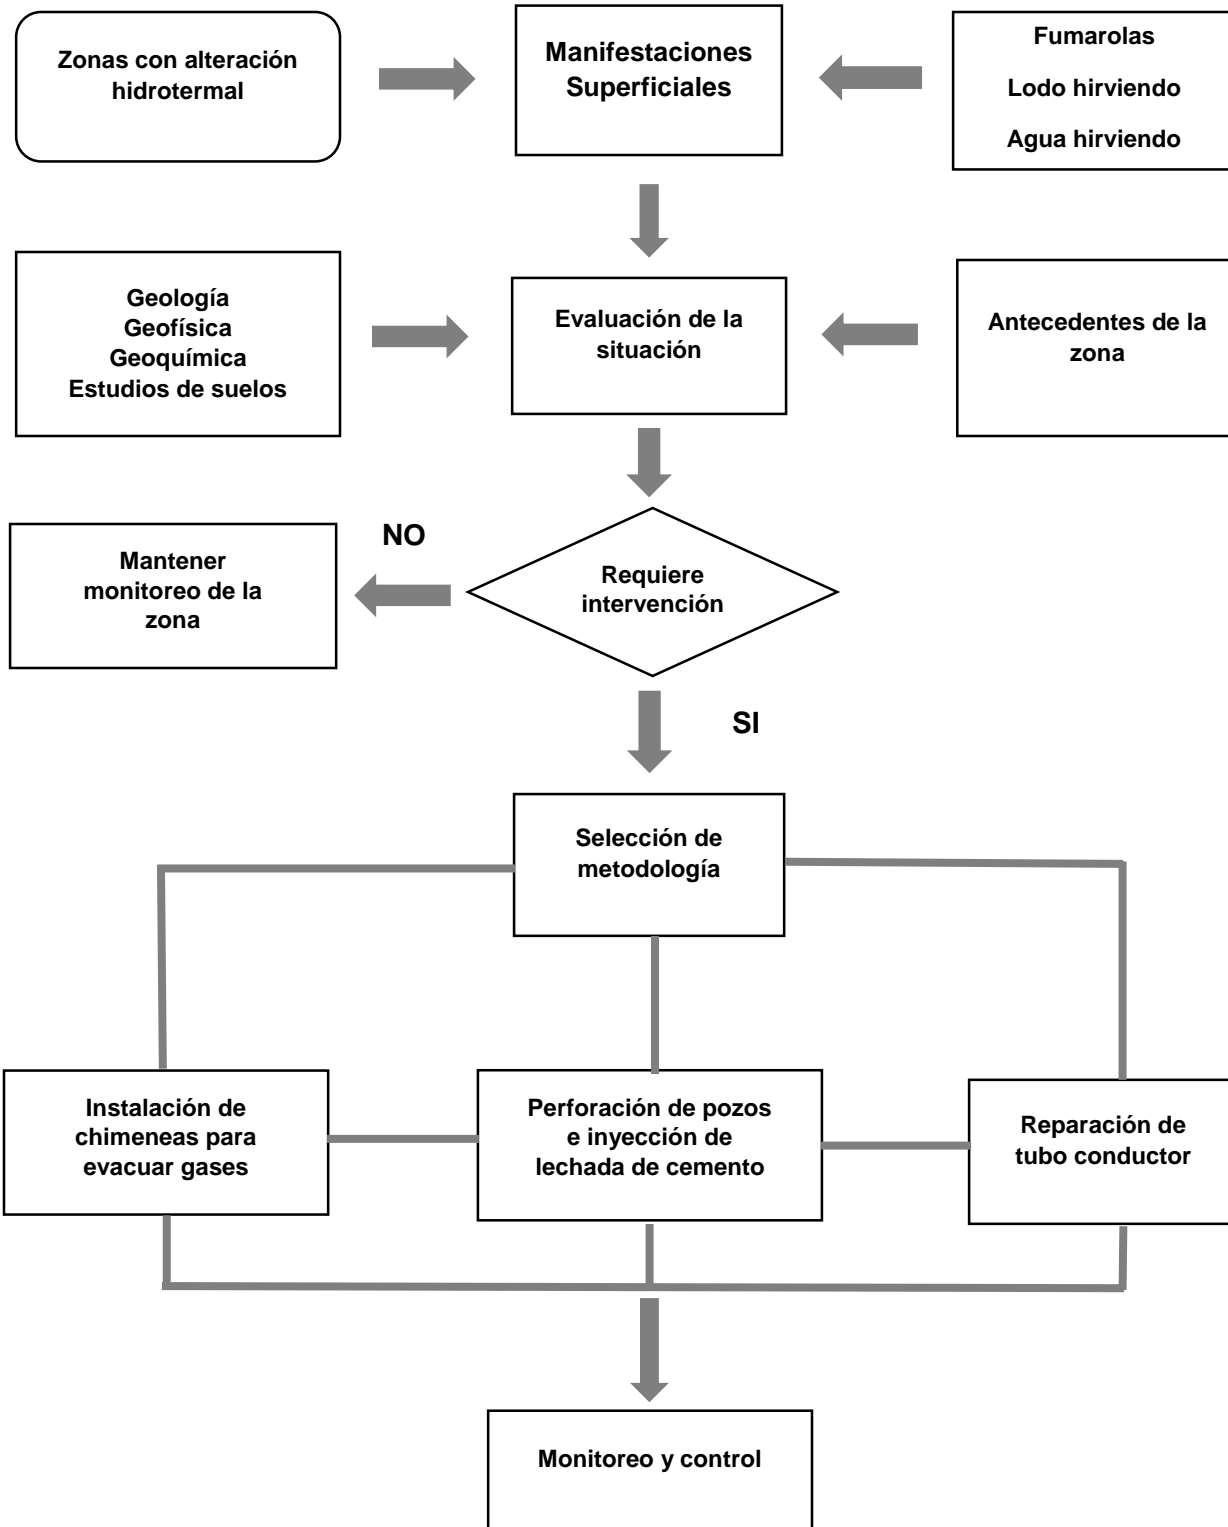 Zonas con alteración
hidrotermal
Manifestaciones
Superficiales
Fumarolas
Lodo hirviendo
Agua hirviendo
Geología
Geofísica
Geoquímica
Estudios de suelos
Evaluación de la
situación
Antecedentes de la
zona
Mantener
monitoreo de la
zona
NO
Requiere
intervención
SI
Selección de
metodología
Instalación de
chimeneas para
evacuar gases
Perforación de pozos
e inyección de
lechada de cemento
Reparación de
tubo conductor
Monitoreo y control